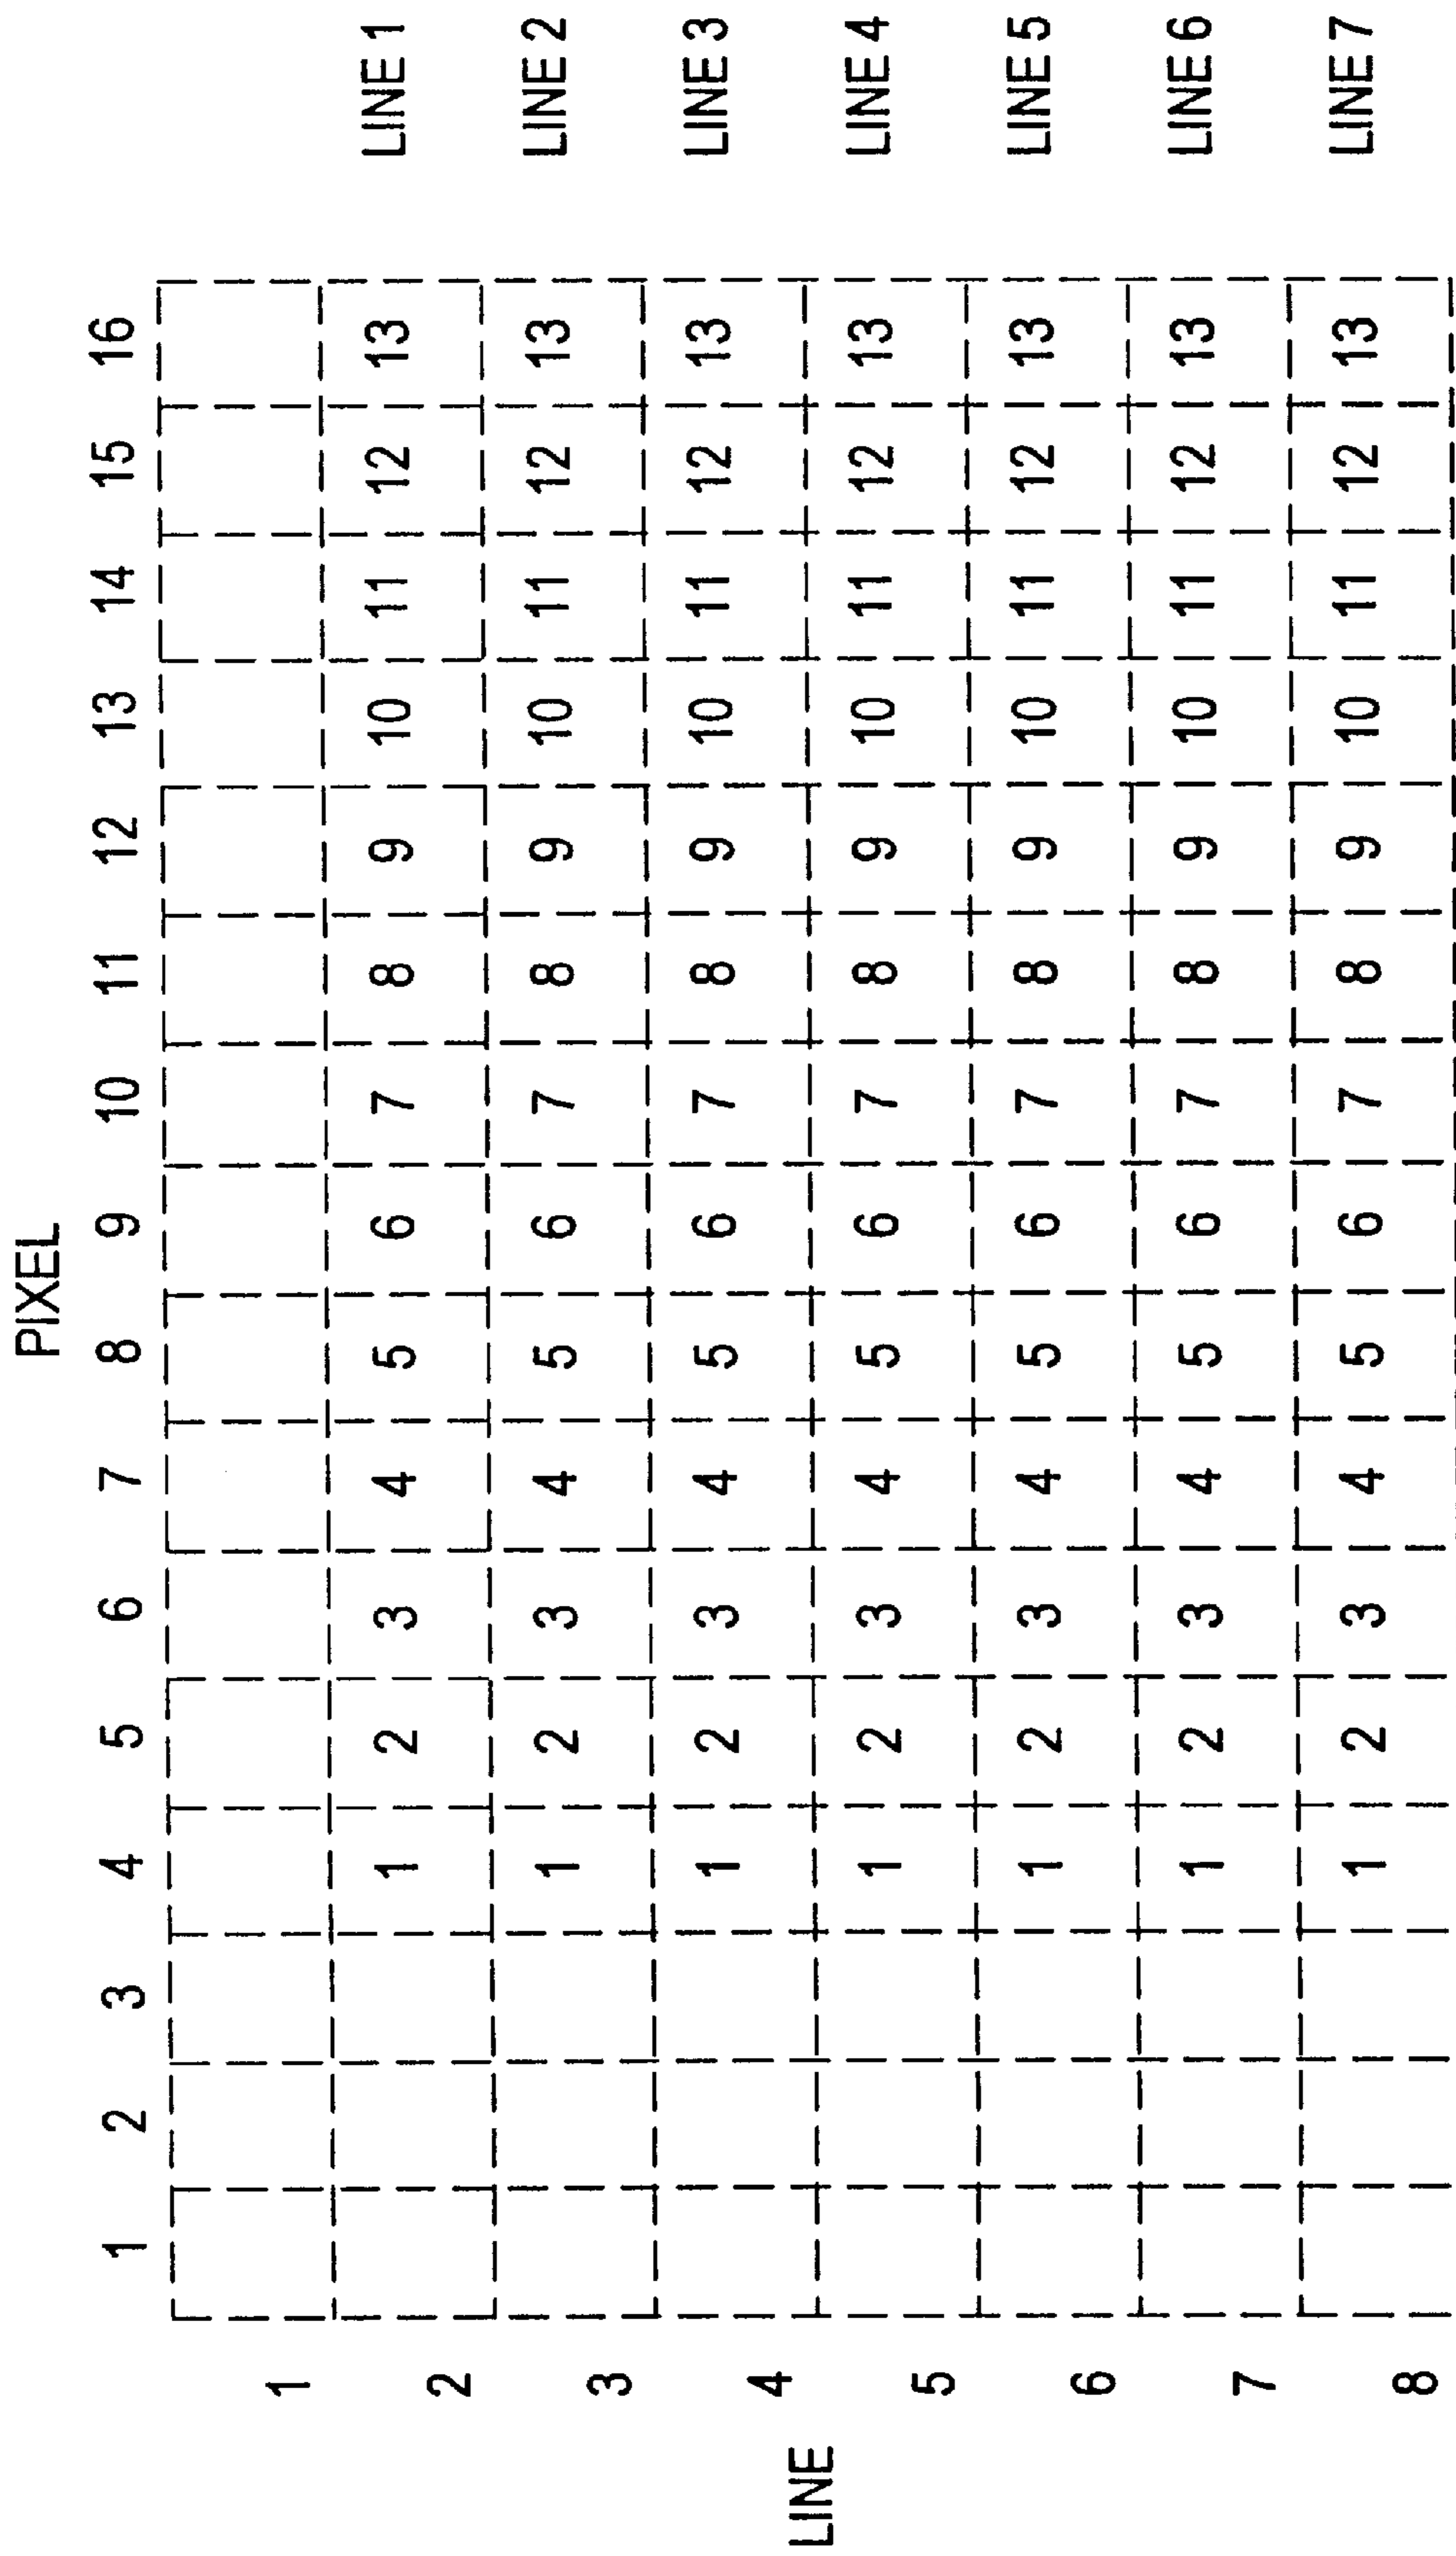 PIXEL
1 2 3 4 5 6 7 8 9 10 11 12 13 14 15 16
1
1 2 3 4 5 6 7 8 9 10 11 12 13 LINE 1
2
1 2 3 4 5 6 7 8 9 10 11 12 13 LINE 2
3
1 2 3 4 5 6 7 8 9 10 11 12 13 LINE 3
4
LINE
1 2 3 4 5 6 7 8 9 10 11 12 13 LINE 4
5
1 2 3 4 5 6 7 8 9 10 11 12 13 LINE 5
6
1 2 3 4 5 6 7 8 9 10 11 12 13 LINE 6
7
1 2 3 4 5 6 7 8 9 10 11 12 13 LINE 7
8